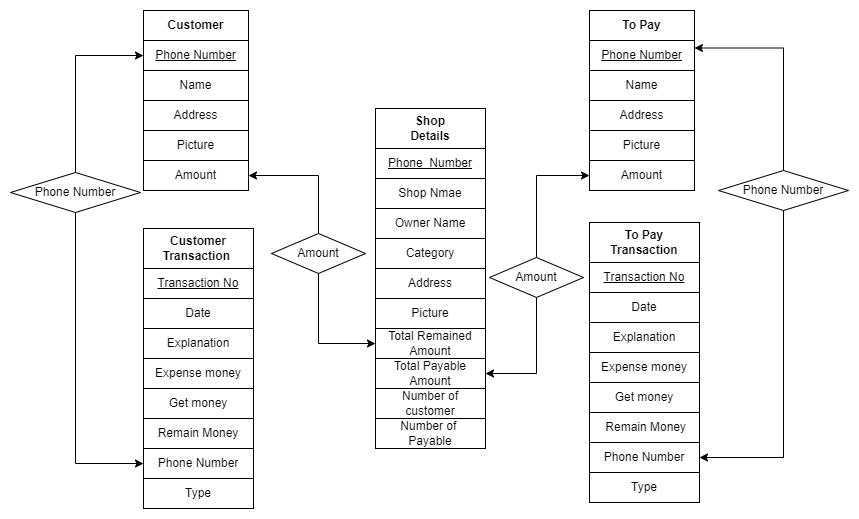 Customer
Phone Number
Name
Address
Picture
Amount
Phone Number
Customer
Transaction
Transaction No
Date
Explanation
Expense money
Get money
Remain Money
Phone Number
Type
Amount
Shop
Details
Phone  Number
Shop Nmae
Owner Name
Category
Address
Picture
Total Remained
Amount
Total Payable
Amount
Number of
customer
Number of
Payable
Amount
To Pay
Phone Number
Name
Address
Picture
Amount
Phone Number
To Pay
Transaction
Transaction No
Date
Explanation
Expense money
Get money
Remain Money
Phone Number
Type